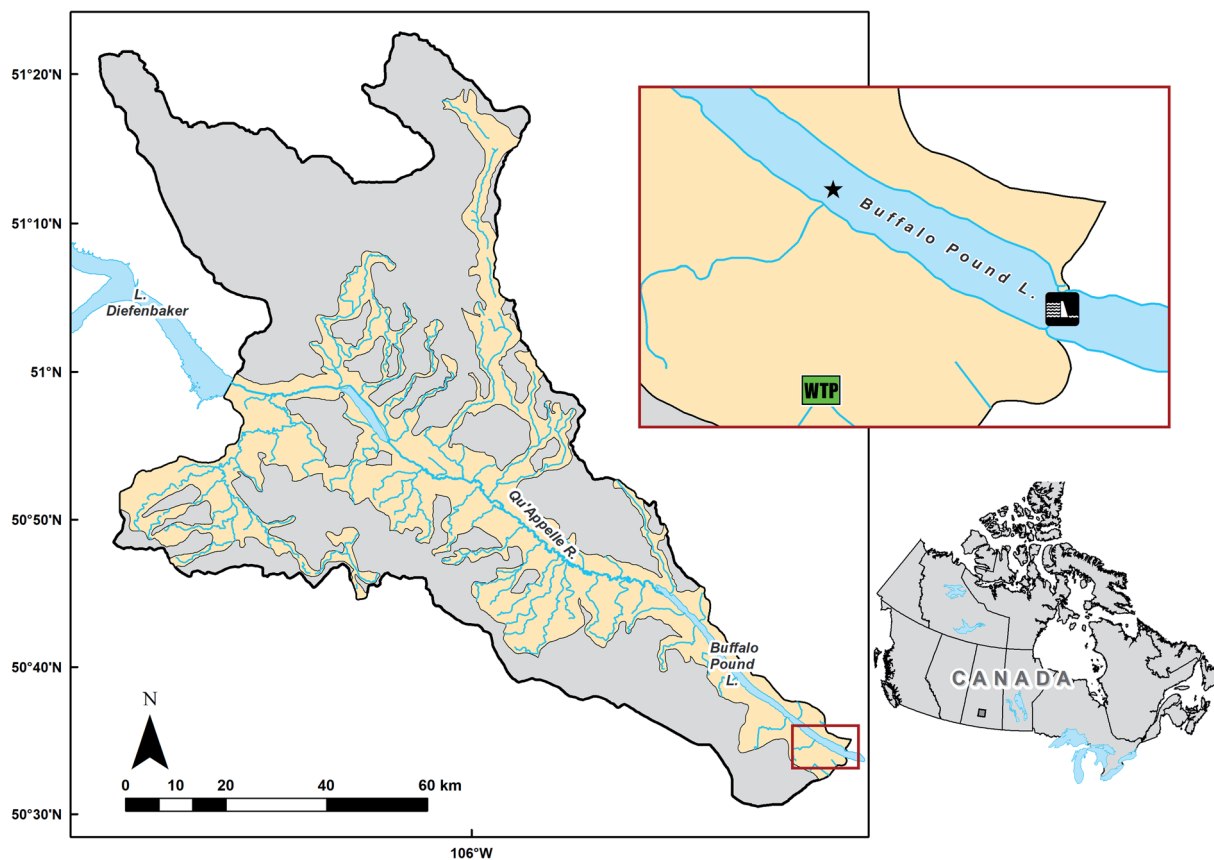 51°20'N
51°10'N
51°N
50°50'N
50°40'N
50°30'N
106°W
L.
Diefenbaker
Qu'Appelle R.
Buffalo
Pound
L.
N
0 10 20 40 60 km
Buffalo Pound L.
WTP
CANADA